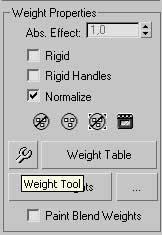 Weight Properties
Abs. Effect: 1,0
Rigid
Rigid Handles
Normalize
Weight Table
Weight Tool
...
Paint Blend Weights